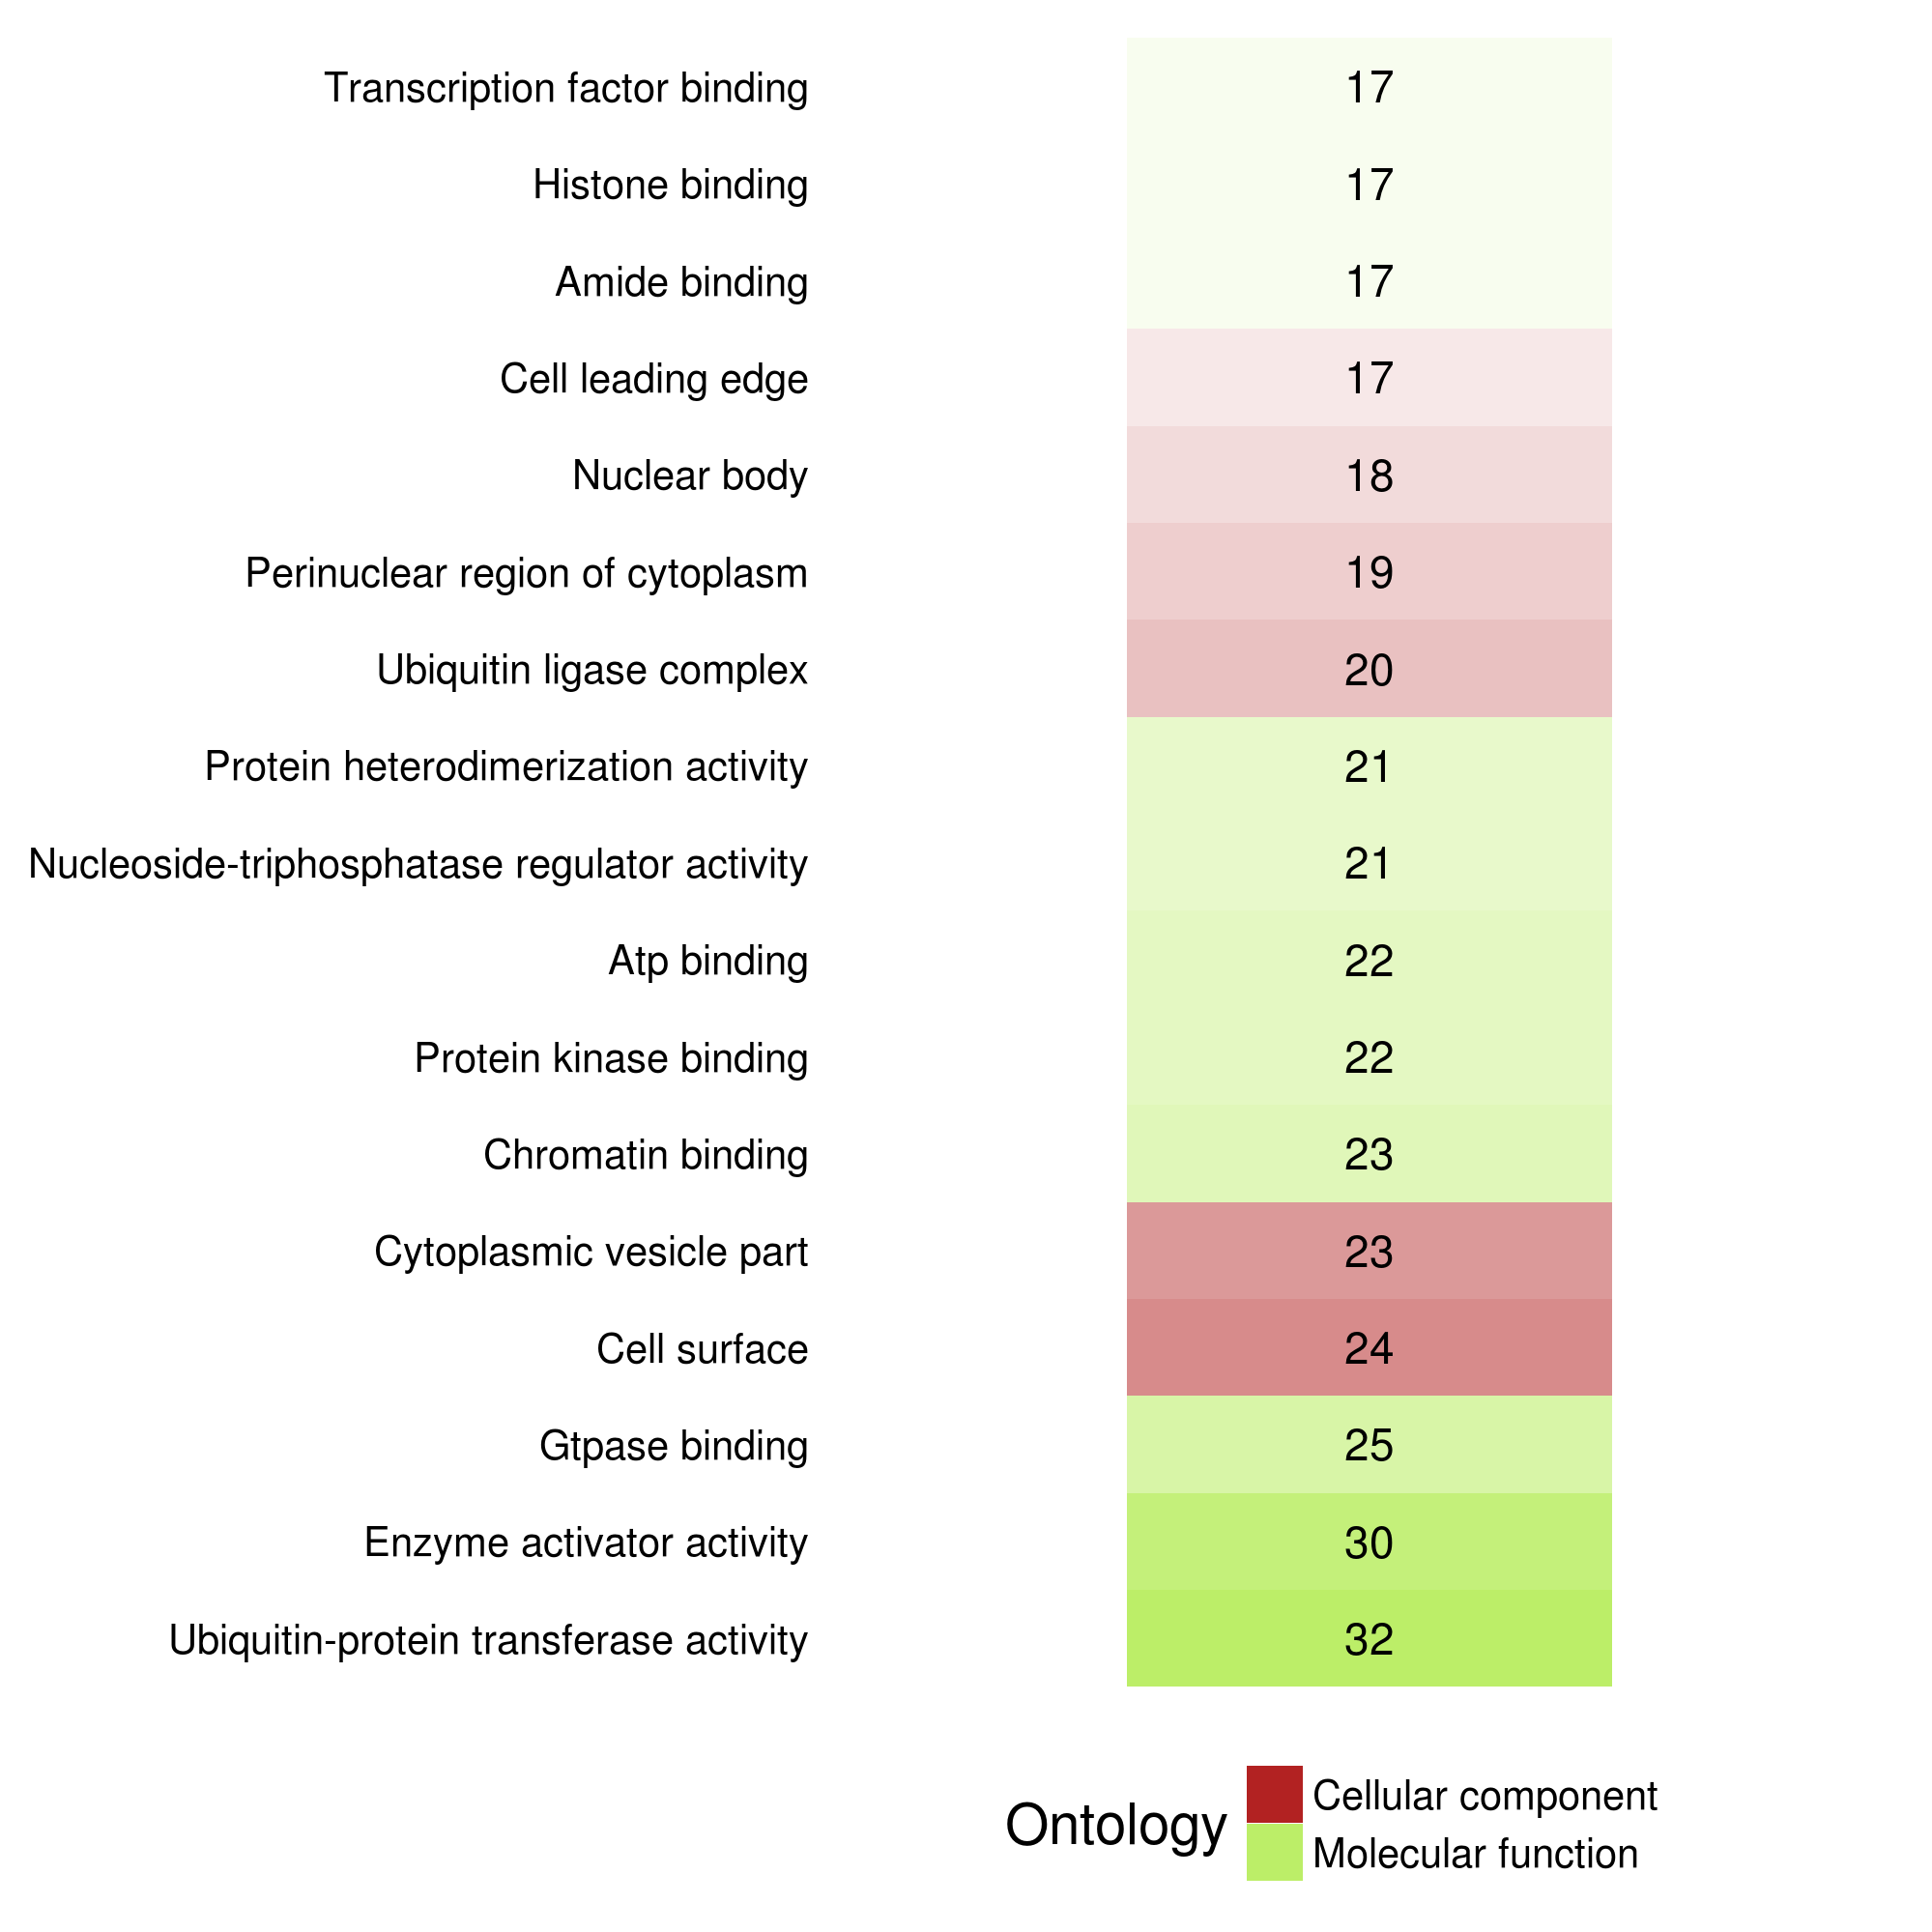 Transcription factor binding 17
Histone binding 17
Amide binding 17
Cell leading edge 17
Nuclear body 18
Perinuclear region of cytoplasm 19
Ubiquitin ligase complex 20
Protein heterodimerization activity 21
Nucleoside-triphosphatase regulator activity 21
Atp binding 22
Protein kinase binding 22
Chromatin binding 23
Cytoplasmic vesicle part 23
Cell surface 24
Gtpase binding 25
Enzyme activator activity 30
Ubiquitin-protein transferase activity 32
Ontology
Cellular component
Molecular function